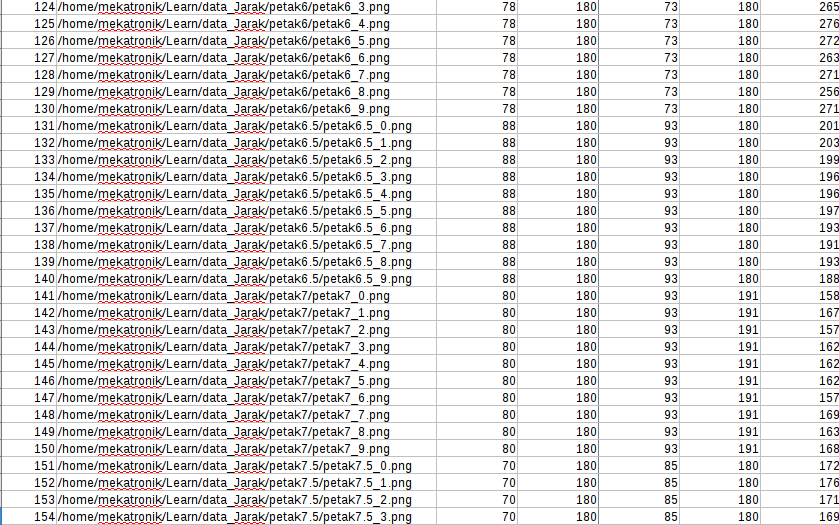 124 /home/mekatronik/Learn/data_Jarak/petak6/petak6_3.png 78 180 73 180 265
125 /home/mekatronik/Learn/data_Jarak/petak6/petak6_4.png 78 180 73 180 276
126 /home/mekatronik/Learn/data_Jarak/petak6/petak6_5.png 78 180 73 180 272
127 /home/mekatronik/Learn/data_Jarak/petak6/petak6_6.png 78 180 73 180 263
128 /home/mekatronik/Learn/data_Jarak/petak6/petak6_7.png 78 180 73 180 271
129 /home/mekatronik/Learn/data_Jarak/petak6/petak6_8.png 78 180 73 180 256
130 /home/mekatronik/Learn/data_Jarak/petak6/petak6_9.png 78 180 73 180 271
131 /home/mekatronik/Learn/data_Jarak/petak6.5/petak6.5_0.png 88 180 93 180 201
132 /home/mekatronik/Learn/data_Jarak/petak6.5/petak6.5_1.png 88 180 93 180 203
133 /home/mekatronik/Learn/data_Jarak/petak6.5/petak6.5_2.png 88 180 93 180 199
134 /home/mekatronik/Learn/data_Jarak/petak6.5/petak6.5_3.png 88 180 93 180 196
135 /home/mekatronik/Learn/data_Jarak/petak6.5/petak6.5_4.png 88 180 93 180 196
136 /home/mekatronik/Learn/data_Jarak/petak6.5/petak6.5_5.png 88 180 93 180 197
137 /home/mekatronik/Learn/data_Jarak/petak6.5/petak6.5_6.png 88 180 93 180 193
138 /home/mekatronik/Learn/data_Jarak/petak6.5/petak6.5_7.png 88 180 93 180 191
139 /home/mekatronik/Learn/data_Jarak/petak6.5/petak6.5_8.png 88 180 93 180 193
140 /home/mekatronik/Learn/data_Jarak/petak6.5/petak6.5_9.png 88 180 93 180 188
141 /home/mekatronik/Learn/data_Jarak/petak7/petak7_0.png 80 180 93 191 158
142 /home/mekatronik/Learn/data_Jarak/petak7/petak7_1.png 80 180 93 191 167
143 /home/mekatronik/Learn/data_Jarak/petak7/petak7_2.png 80 180 93 191 157
144 /home/mekatronik/Learn/data_Jarak/petak7/petak7_3.png 80 180 93 191 162
145 /home/mekatronik/Learn/data_Jarak/petak7/petak7_4.png 80 180 93 191 162
146 /home/mekatronik/Learn/data_Jarak/petak7/petak7_5.png 80 180 93 191 162
147 /home/mekatronik/Learn/data_Jarak/petak7/petak7_6.png 80 180 93 191 157
148 /home/mekatronik/Learn/data_Jarak/petak7/petak7_7.png 80 180 93 191 169
149 /home/mekatronik/Learn/data_Jarak/petak7/petak7_8.png 80 180 93 191 163
150 /home/mekatronik/Learn/data_Jarak/petak7/petak7_9.png 80 180 93 191 168
151 /home/mekatronik/Learn/data_Jarak/petak7.5/petak7.5_0.png 70 180 85 180 172
152 /home/mekatronik/Learn/data_Jarak/petak7.5/petak7.5_1.png 70 180 85 180 176
153 /home/mekatronik/Learn/data_Jarak/petak7.5/petak7.5_2.png 70 180 85 180 171
154 /home/mekatronik/Learn/data_Jarak/petak7.5/petak7.5_3.png 70 180 85 180 169